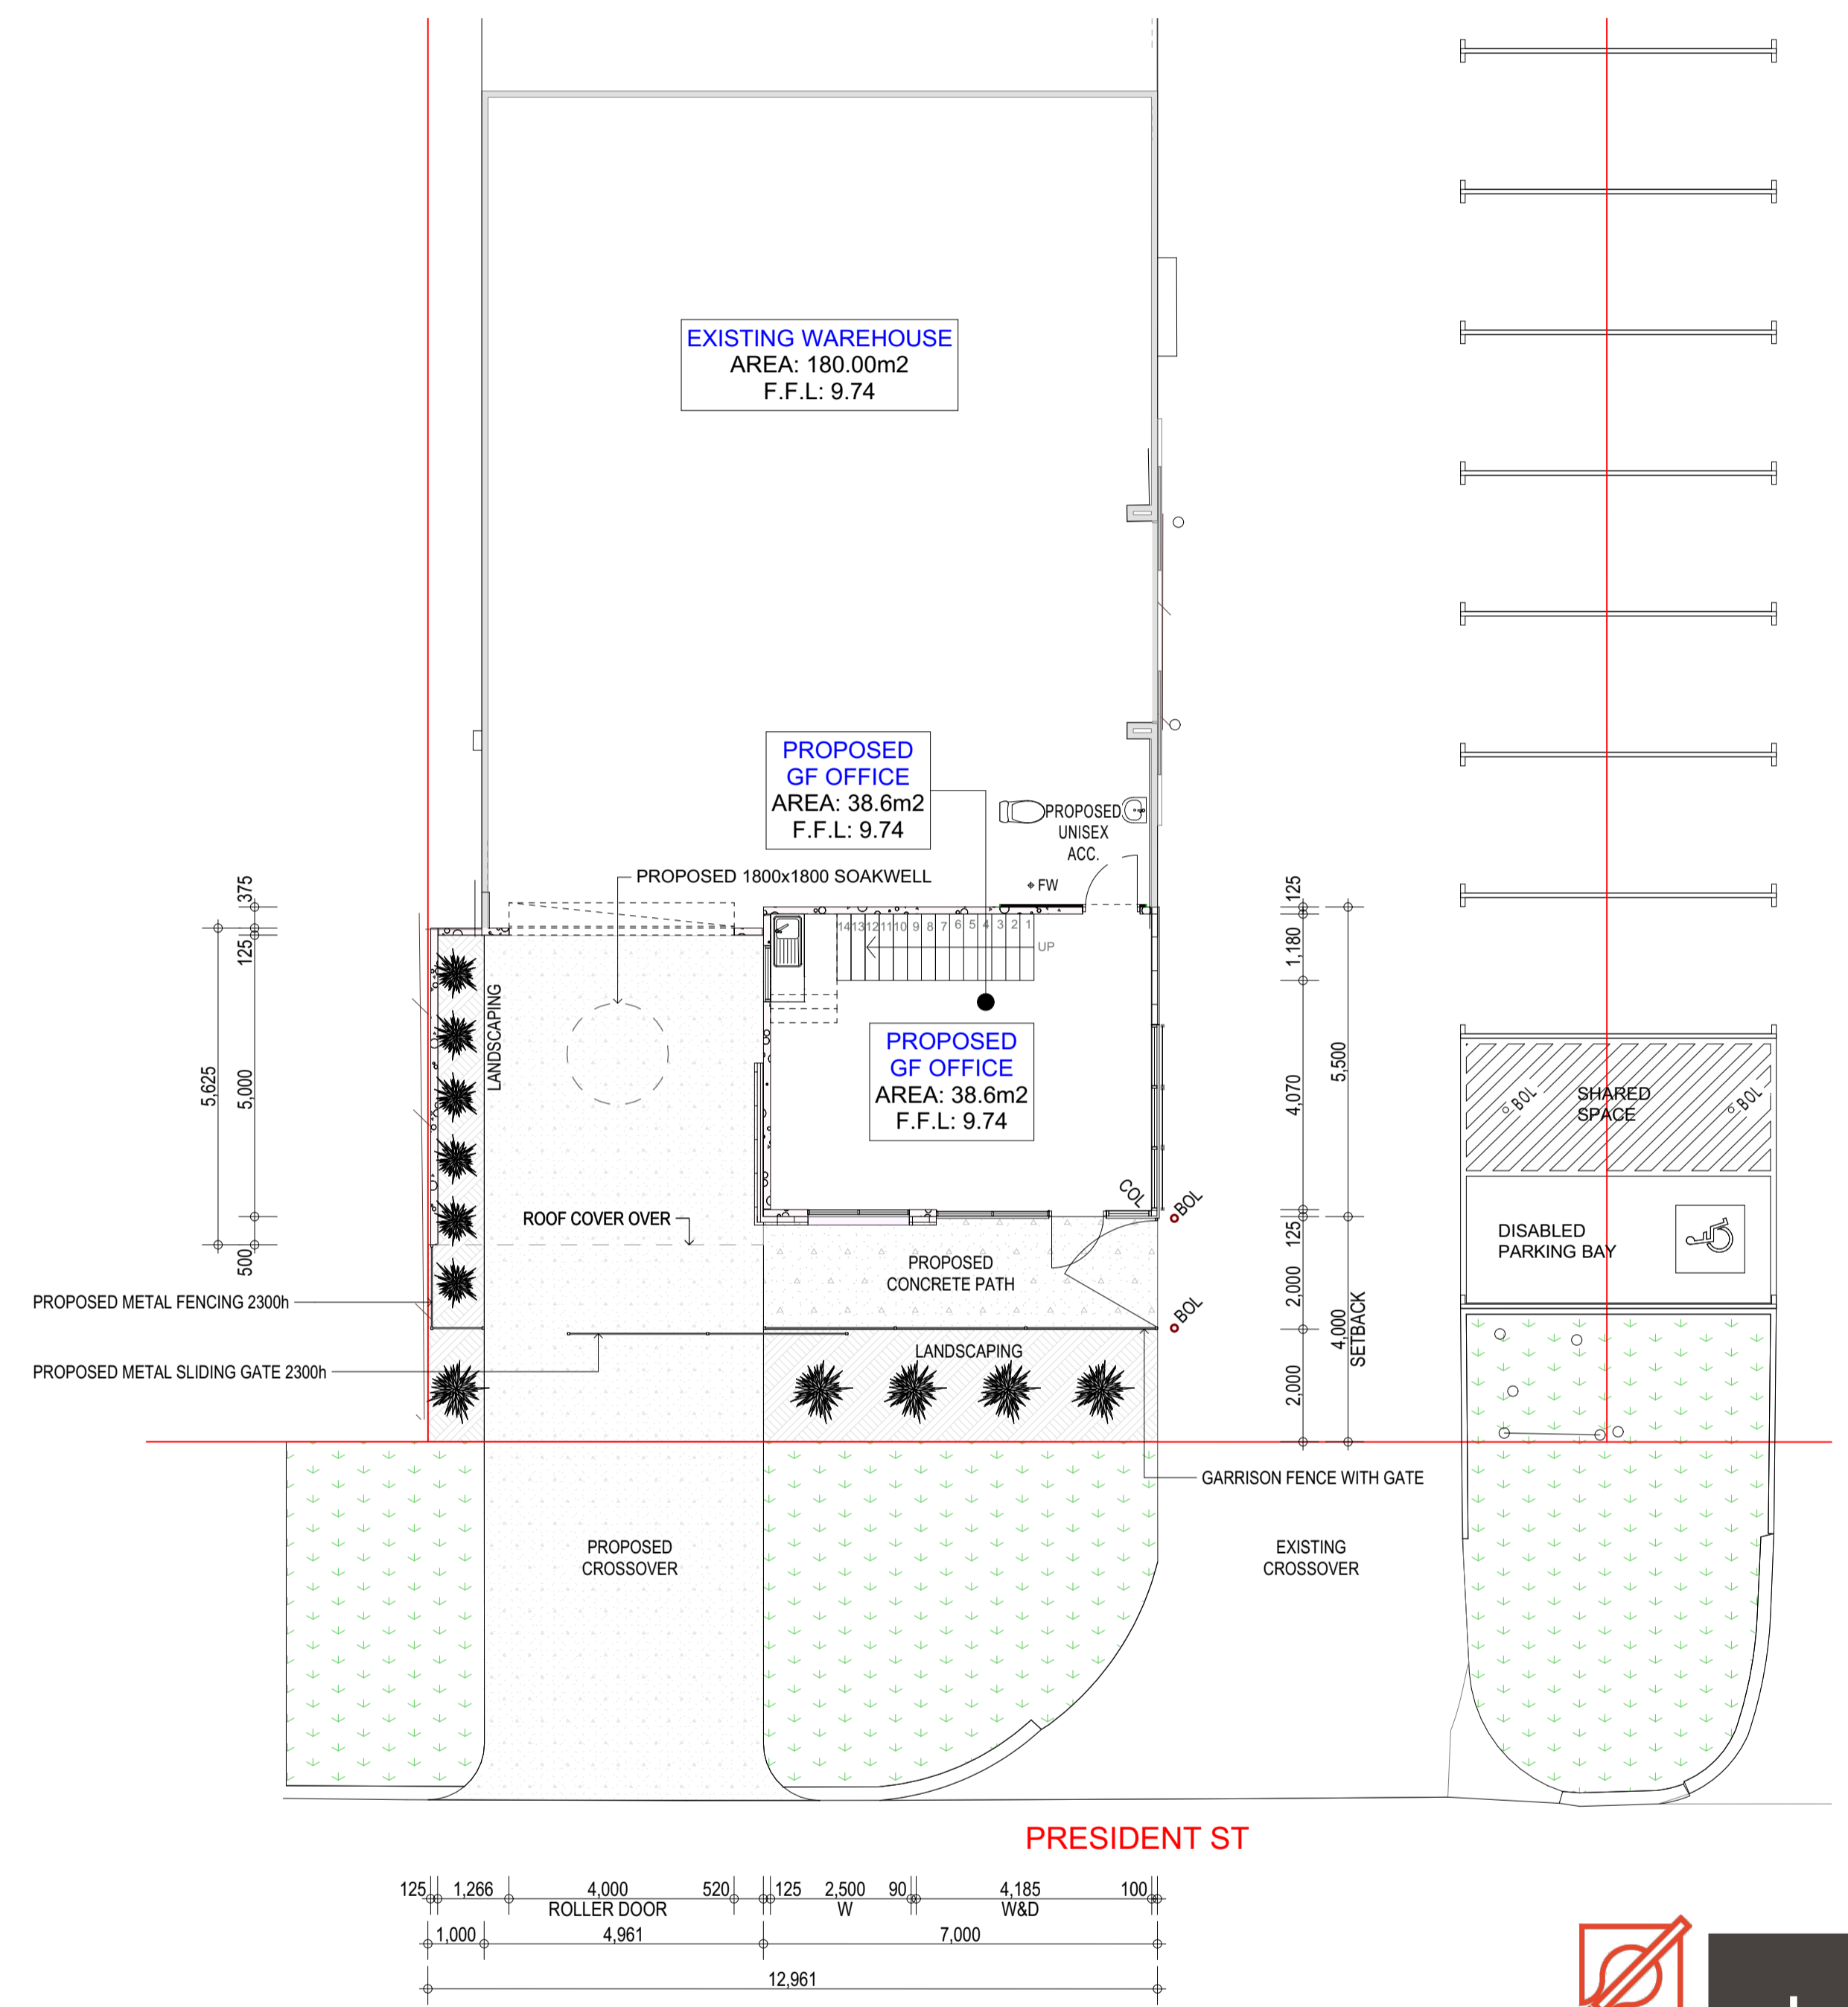 EXISTING WAREHOUSE
AREA: 180.00m2
F.F.L: 9.74
PROPOSED
GF OFFICE
AREA: 38.6m2
F.F.L: 9.74
PROPOSED
UNISEX
ACC.
FW
PROPOSED 1800x1800 SOAKWELL
14 13 12 11 10 9 8 7 6 5 4 3 2 1
UP
LANDSCAPING
PROPOSED
GF OFFICE
AREA: 38.6m2
F.F.L: 9.74
COL
BOL
BOL
375
125
5,625
5,000
500
125
1,180
5,500
4,070
125
2,000
4,000
SETBACK
2,000
SHARED
SPACE
BOL
BOL
DISABLED
PARKING BAY
ROOF COVER OVER
PROPOSED
CONCRETE PATH
PROPOSED METAL FENCING 2300h
LANDSCAPING
PROPOSED METAL SLIDING GATE 2300h
GARRISON FENCE WITH GATE
PROPOSED
CROSSOVER
EXISTING
CROSSOVER
PRESIDENT ST
125 1,266 4,000 520 125 2,500 90 4,185 100
ROLLER DOOR W W&D
1,000 4,961 7,000
12,961